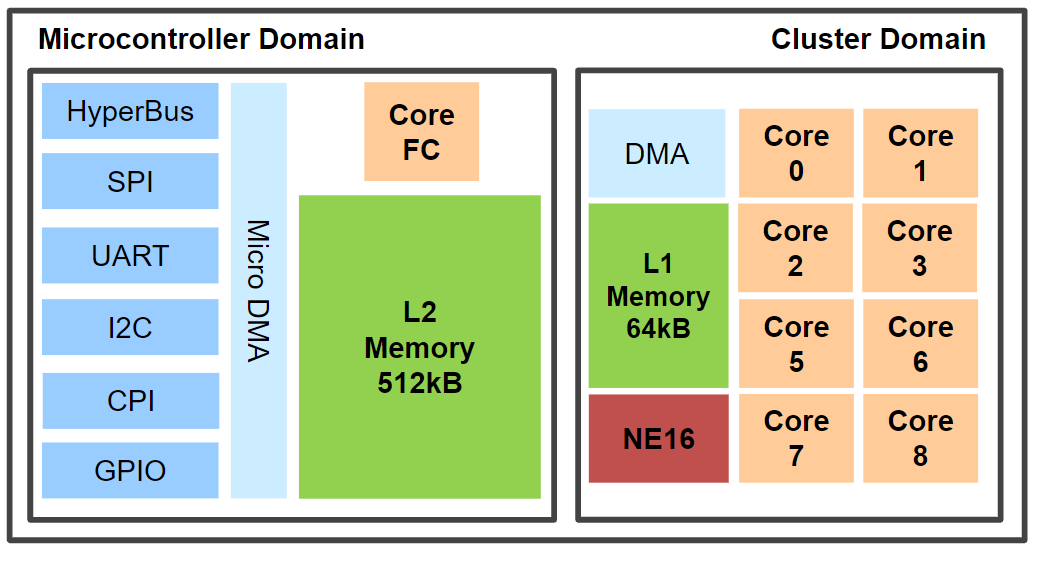 Microcontroller Domain
HyperBus
SPI
UART
I2C
CPI
GPIO
Micro DMA
Core
FC
L2
Memory
512kB
Cluster Domain
DMA
L1
Memory
64kB
NE16
Core
0
Core
1
Core
2
Core
3
Core
5
Core
6
Core
7
Core
8